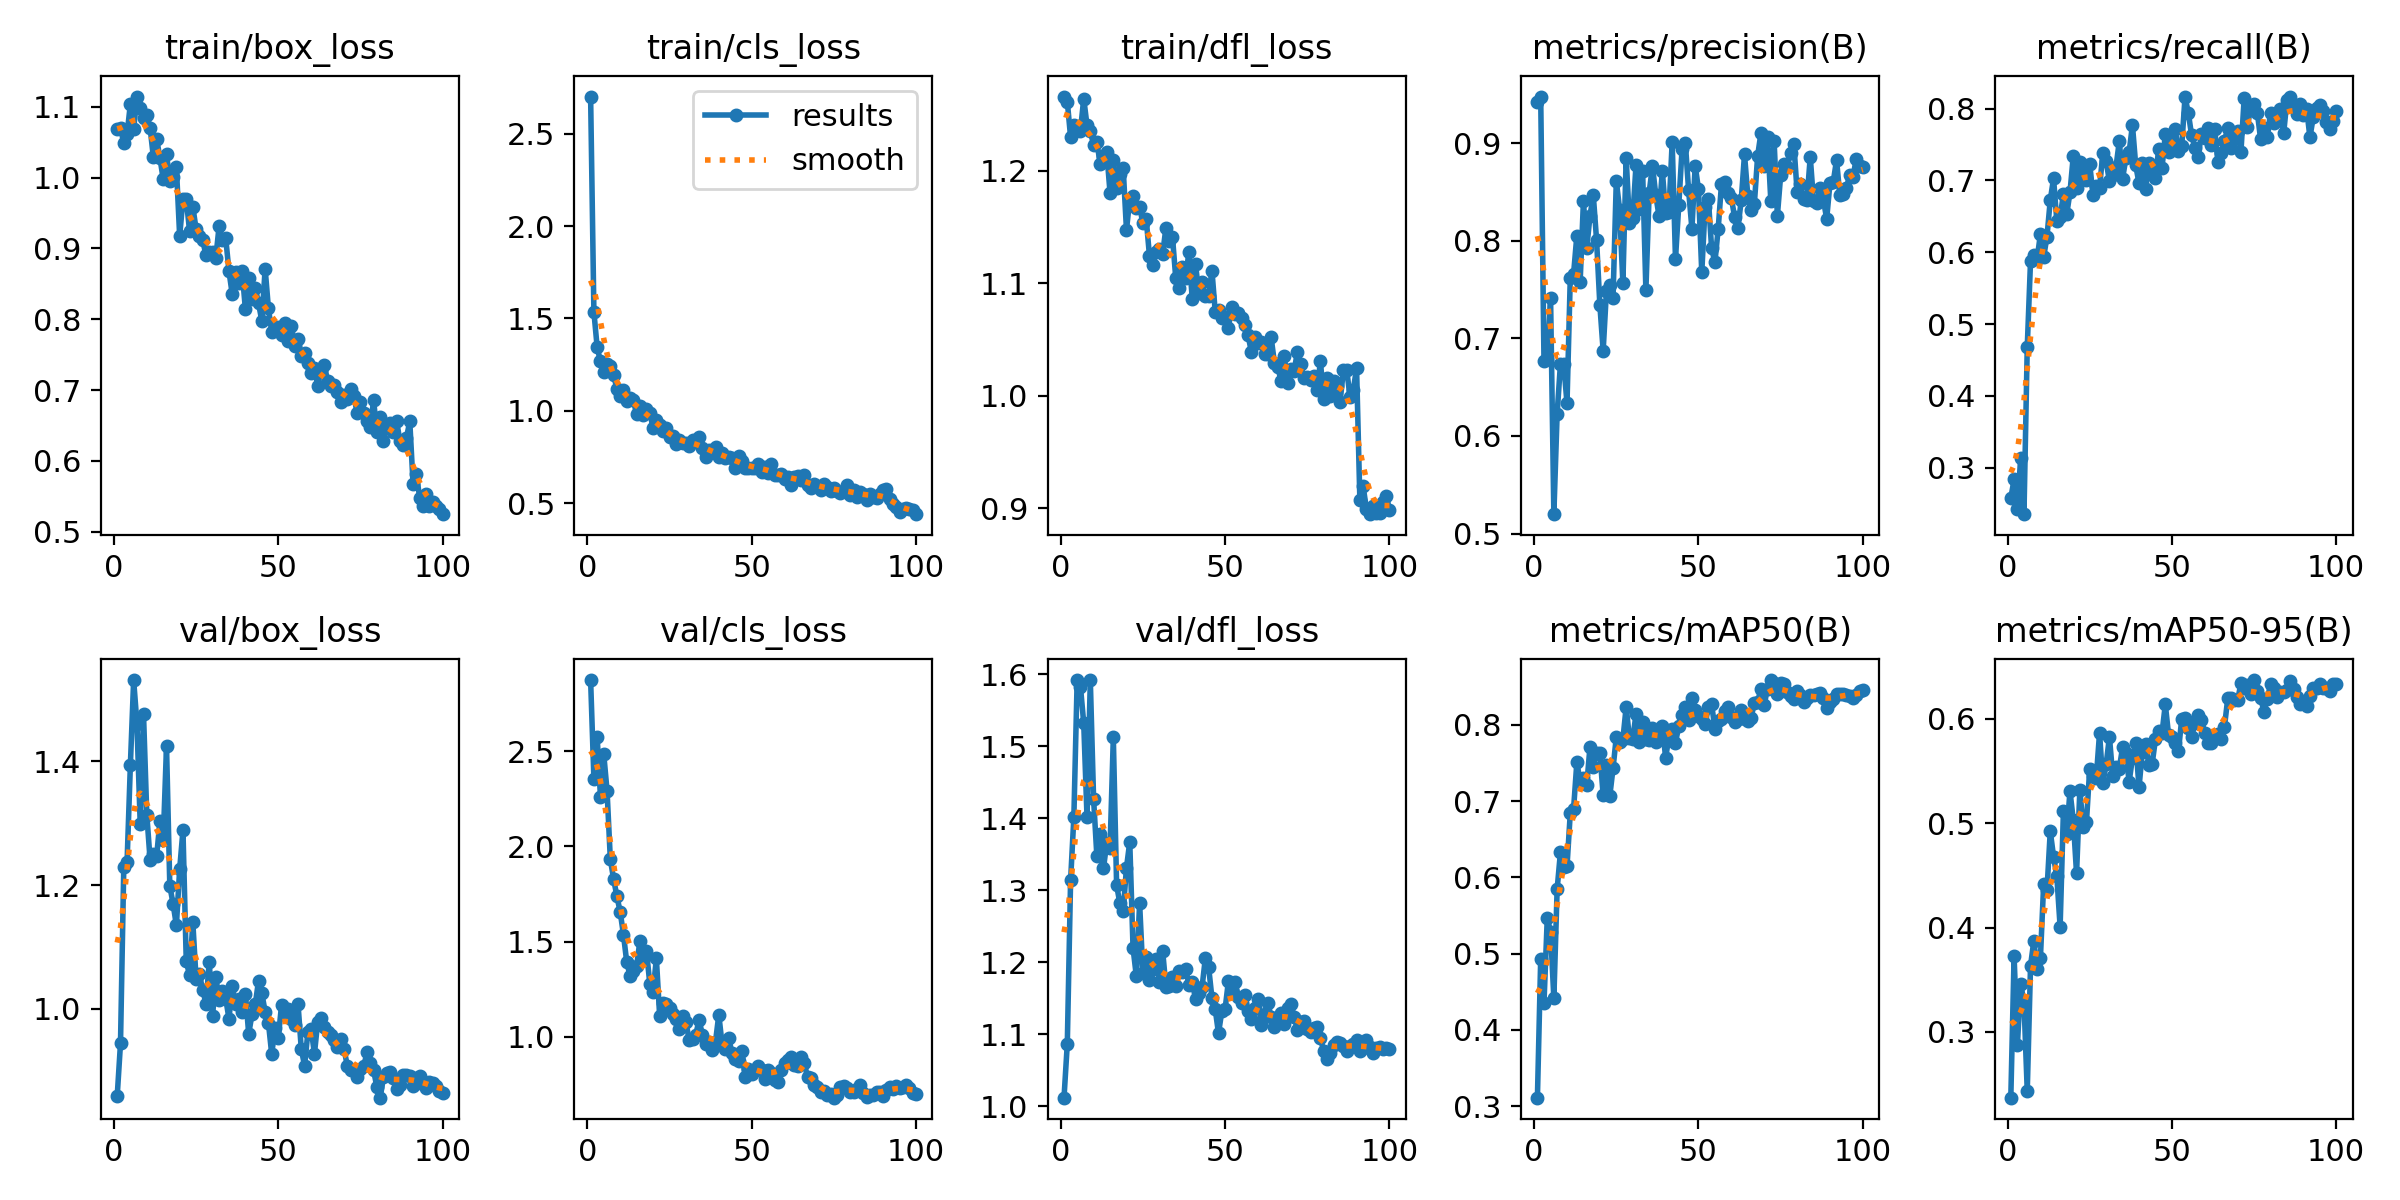 train/box_loss
1.1
1.0
0.9
0.8
0.7
0.6
0.5
0 50 100
train/cls_loss
results
smooth
2.5
2.0
1.5
1.0
0.5
0 50 100
train/dfl_loss
1.2
1.1
1.0
0.9
0 50 100
metrics/precision(B)
0.9
0.8
0.7
0.6
0.5
0 50 100
metrics/recall(B)
0.8
0.7
0.6
0.5
0.4
0.3
0 50 100
val/box_loss
1.4
1.2
1.0
0 50 100
val/cls_loss
2.5
2.0
1.5
1.0
0 50 100
val/dfl_loss
1.6
1.5
1.4
1.3
1.2
1.1
1.0
0 50 100
metrics/mAP50(B)
0.8
0.7
0.6
0.5
0.4
0.3
0 50 100
metrics/mAP50-95(B)
0.6
0.5
0.4
0.3
0 50 100